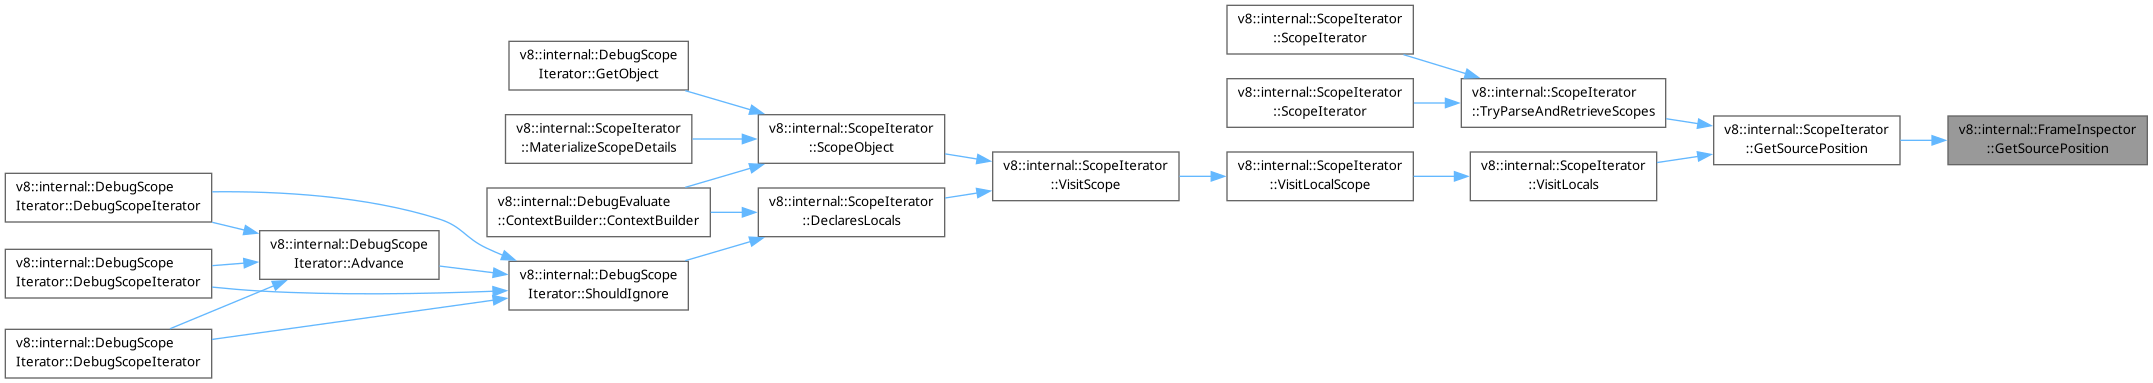 v8::internal::ScopeIterator
::ScopeIterator
v8::internal::DebugScope
Iterator::GetObject
v8::internal::ScopeIterator
::ScopeIterator
v8::internal::ScopeIterator
::TryParseAndRetrieveScopes
v8::internal::ScopeIterator
::MaterializeScopeDetails
v8::internal::ScopeIterator
::ScopeObject
v8::internal::ScopeIterator
::GetSourcePosition
v8::internal::FrameInspector
::GetSourcePosition
v8::internal::ScopeIterator
::VisitScope
v8::internal::ScopeIterator
::VisitLocalScope
v8::internal::ScopeIterator
::VisitLocals
v8::internal::DebugScope
Iterator::DebugScopeIterator
v8::internal::DebugEvaluate
::ContextBuilder::ContextBuilder
v8::internal::ScopeIterator
::DeclaresLocals
v8::internal::DebugScope
Iterator::Advance
v8::internal::DebugScope
Iterator::DebugScopeIterator
v8::internal::DebugScope
Iterator::ShouldIgnore
v8::internal::DebugScope
Iterator::DebugScopeIterator